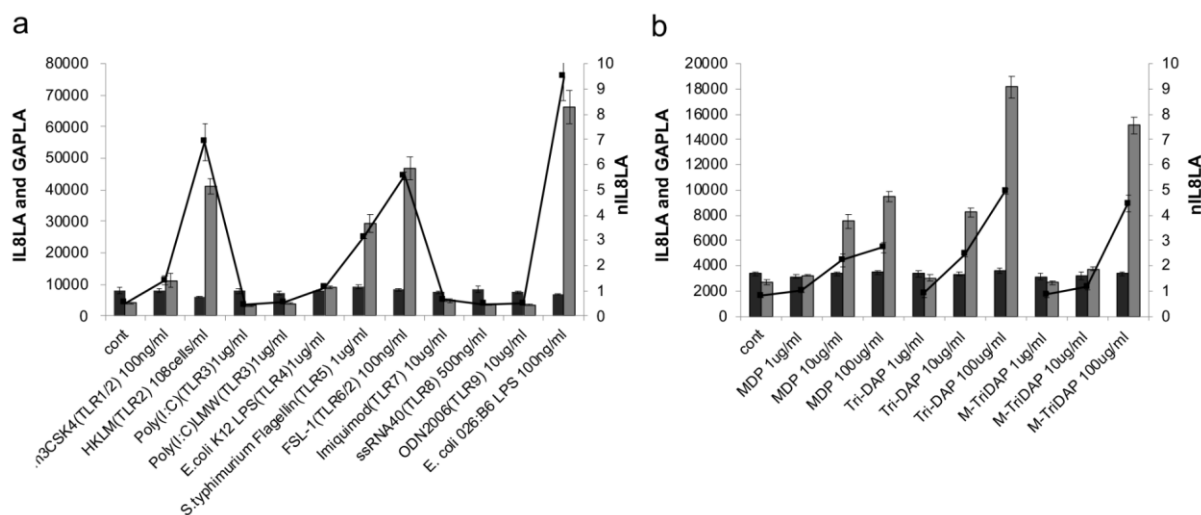 a
80000
70000
60000
50000
40000
30000
20000
10000
0
IL8LA and GAPLA
10
9
8
7
6
5
4
3
2
1
0
nIL8LA
cont
m3CSK4(TLR1/2) 100ng/ml
HKLM(TLR2) 108cells/ml
Poly(I:C)(TLR3)1ug/ml
Poly(I:C)LMW(TLR3)1ug/ml
E.coli K12 LPS(TLR4)1ug/ml
S.typhimurium Flagellin(TLR5) 1ug/ml
FSL-1(TLR6/2) 100ng/ml
Imiquimod(TLR7) 10ug/ml
ssRNA40(TLR8) 500ng/ml
ODN2006(TLR9) 10ug/ml
E. coli 026:B6 LPS 100ng/ml
b
20000
18000
16000
14000
12000
10000
8000
6000
4000
2000
0
IL8LA and GAPLA
10
9
8
7
6
5
4
3
2
1
0
nIL8LA
cont
MDP 1ug/ml
MDP 10ug/ml
MDP 100ug/ml
Tri-DAP 1ug/ml
Tri-DAP 10ug/ml
Tri-DAP 100ug/ml
M-TriDAP 1ug/ml
M-TriDAP 10ug/ml
M-TriDAP 100ug/ml